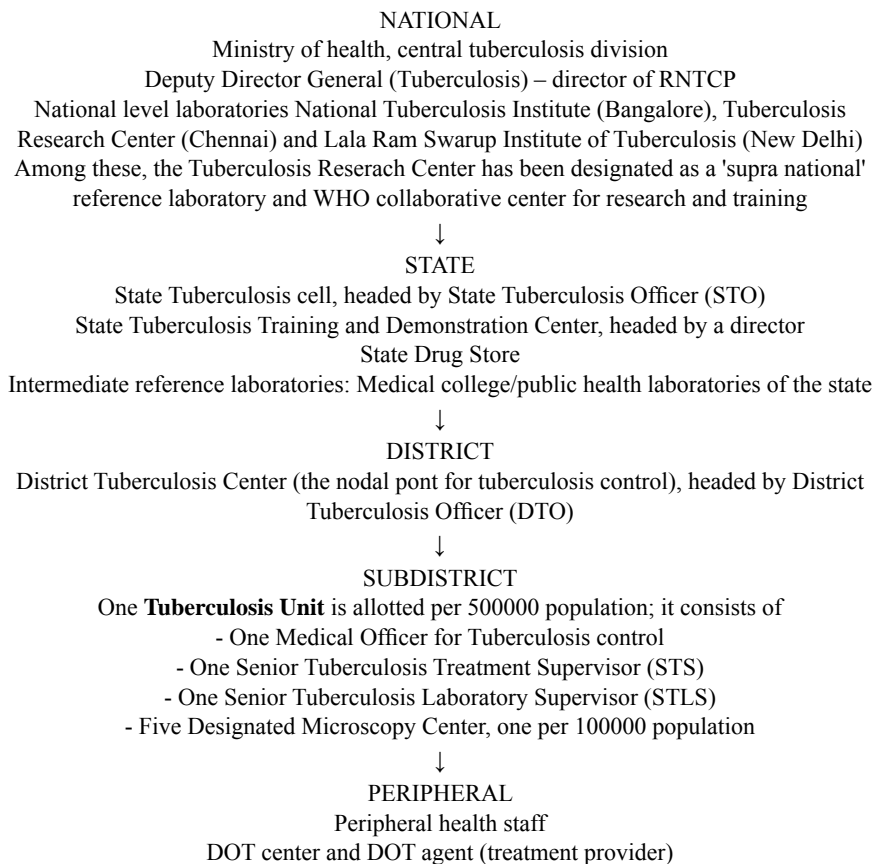 NATIONAL
Ministry of health, central tuberculosis division
Deputy Director General (Tuberculosis) – director of RNTCP
National level laboratories National Tuberculosis Institute (Bangalore), Tuberculosis
Research Center (Chennai) and Lala Ram Swarup Institute of Tuberculosis (New Delhi)
Among these, the Tuberculosis Reserach Center has been designated as a 'supra national'
reference laboratory and WHO collaborative center for research and training
↓
STATE
State Tuberculosis cell, headed by State Tuberculosis Officer (STO)
State Tuberculosis Training and Demonstration Center, headed by a director
State Drug Store
Intermediate reference laboratories: Medical college/public health laboratories of the state
↓
DISTRICT
District Tuberculosis Center (the nodal pont for tuberculosis control), headed by District
Tuberculosis Officer (DTO)
↓
SUBDISTRICT
One Tuberculosis Unit is allotted per 500000 population; it consists of
- One Medical Officer for Tuberculosis control
- One Senior Tuberculosis Treatment Supervisor (STS)
- One Senior Tuberculosis Laboratory Supervisor (STLS)
- Five Designated Microscopy Center, one per 100000 population
↓
PERIPHERAL
Peripheral health staff
DOT center and DOT agent (treatment provider)